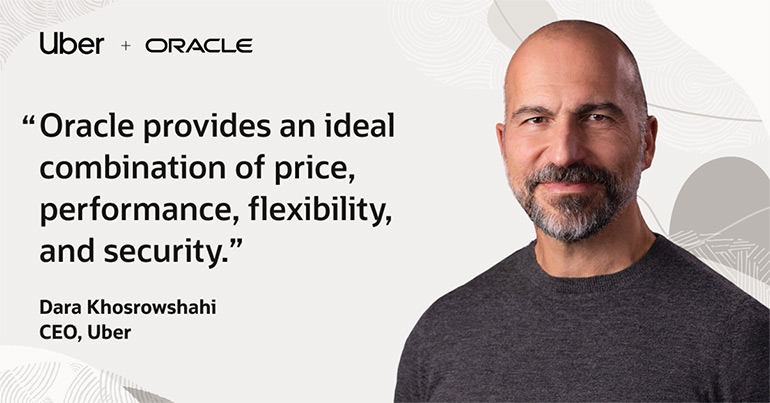 Uber + ORACLE
“Oracle provides an ideal
combination of price,
performance, flexibility,
and security.”
Dara Khosrowshahi
CEO, Uber